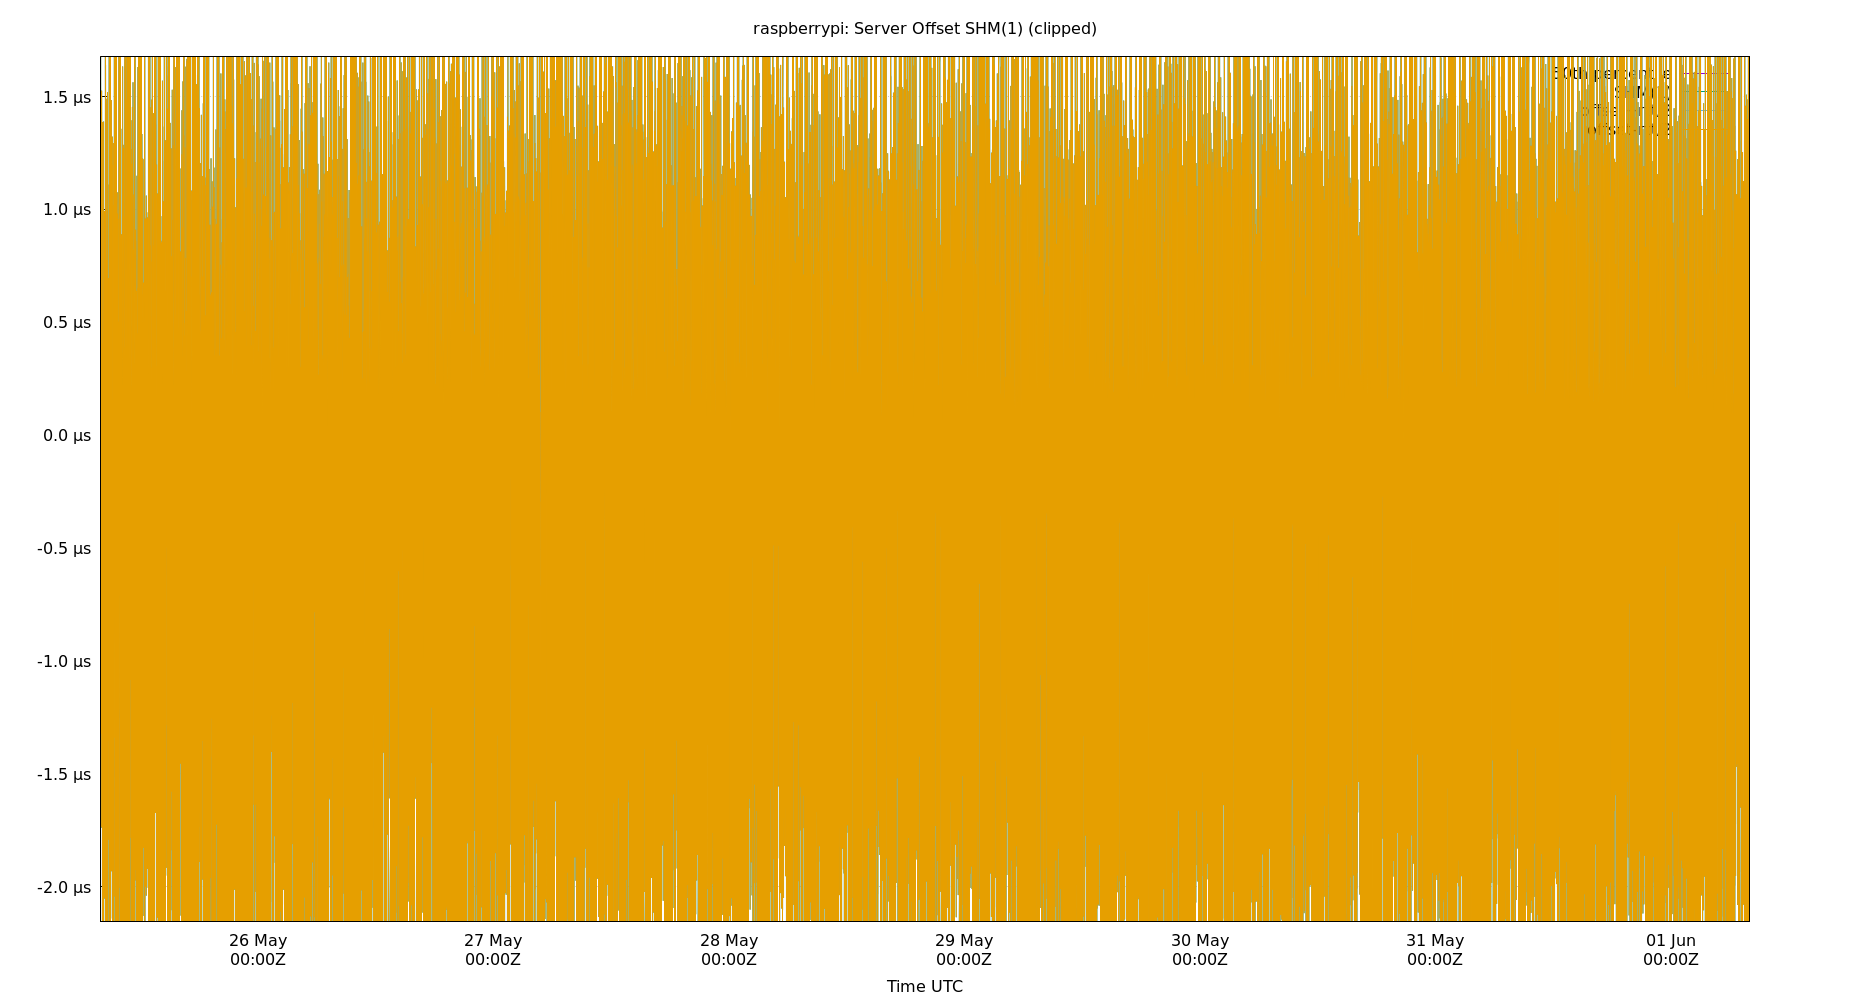 raspberrypi: Server Offset SHM(1) (clipped)
1.5 µs
1.0 µs
0.5 µs
0.0 µs
-0.5 µs
-1.0 µs
-1.5 µs
-2.0 µs
26 May 27 May 28 May 29 May 30 May 31 May 01 Jun
00:00Z 00:00Z 00:00Z 00:00Z 00:00Z 00:00Z 00:00Z
Time UTC